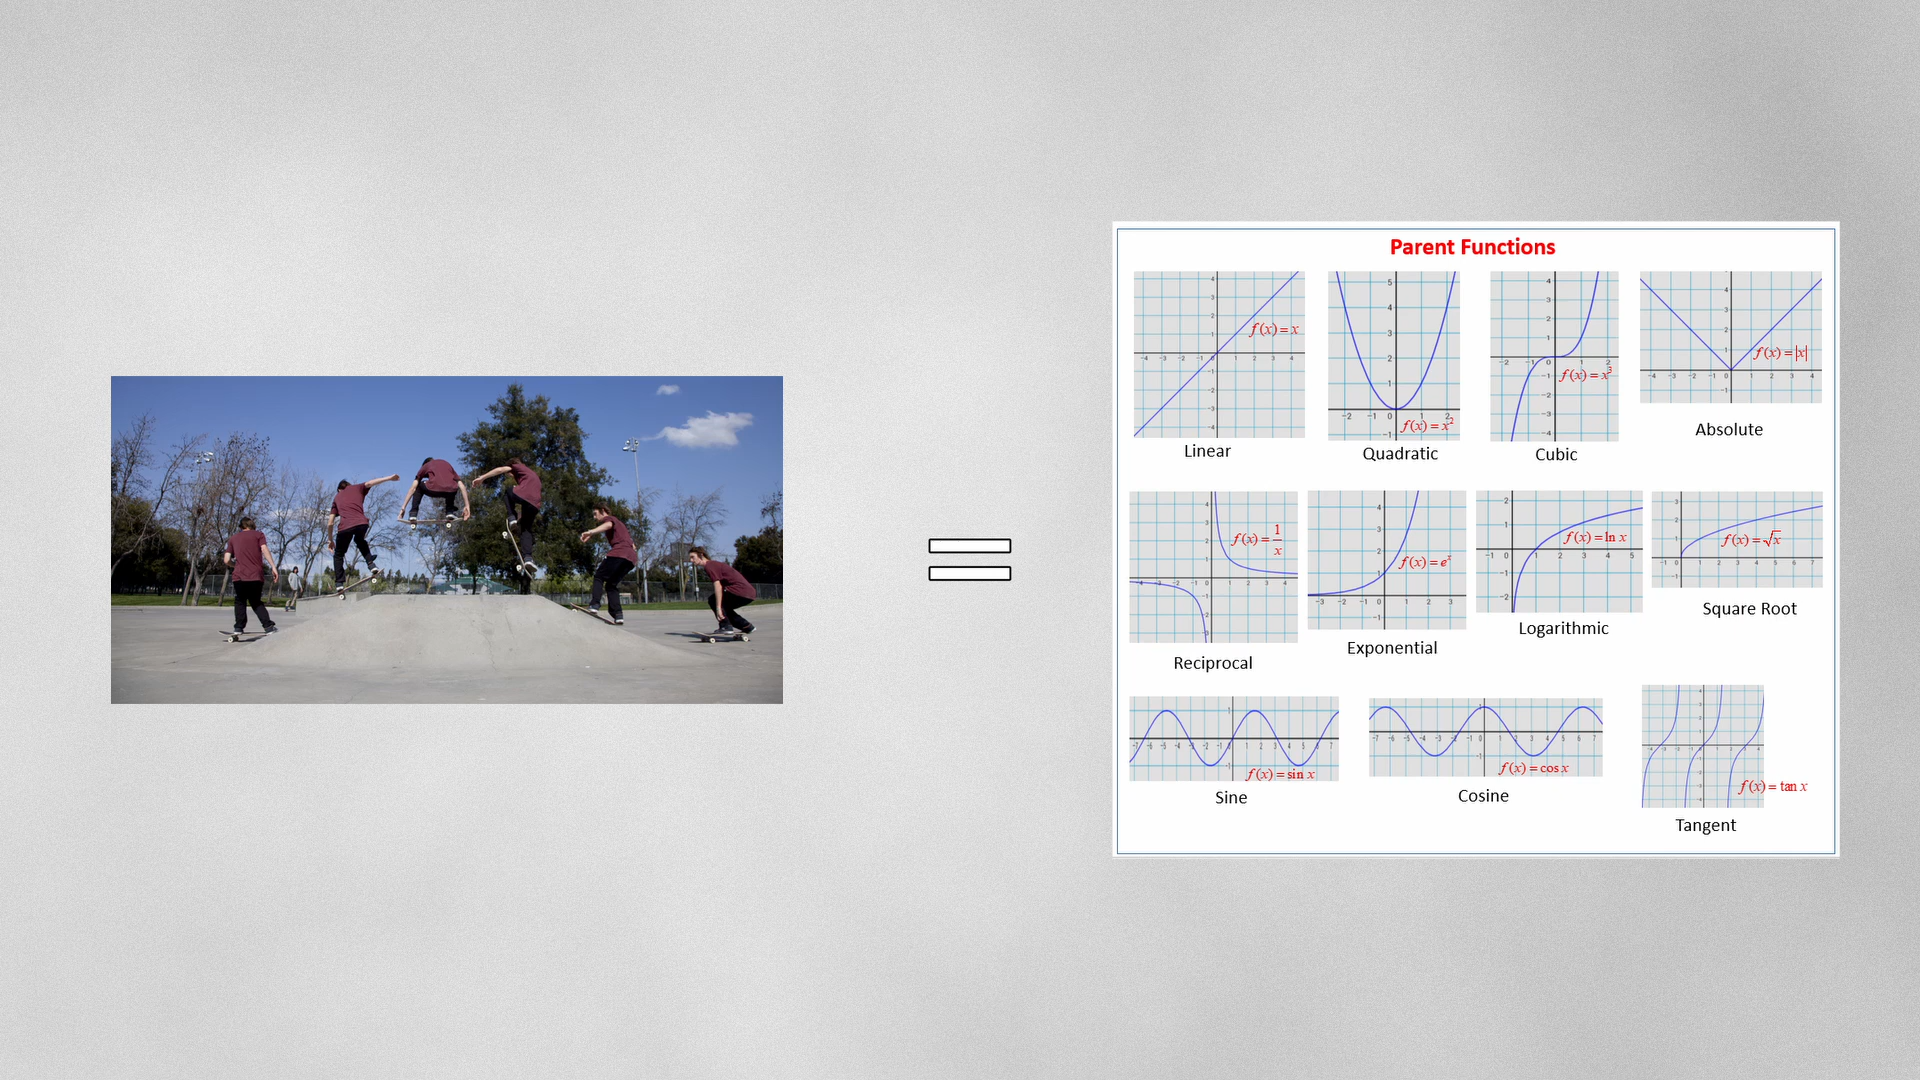 Parent Functions
f(x) = x
Linear
f(x) = x²
Quadratic
f(x) = x³
Cubic
f(x) = |x|
Absolute
f(x) = 1/x
Reciprocal
f(x) = eˣ
Exponential
f(x) = ln x
Logarithmic
f(x) = √x
Square Root
f(x) = sin x
Sine
f(x) = cos x
Cosine
f(x) = tan x
Tangent